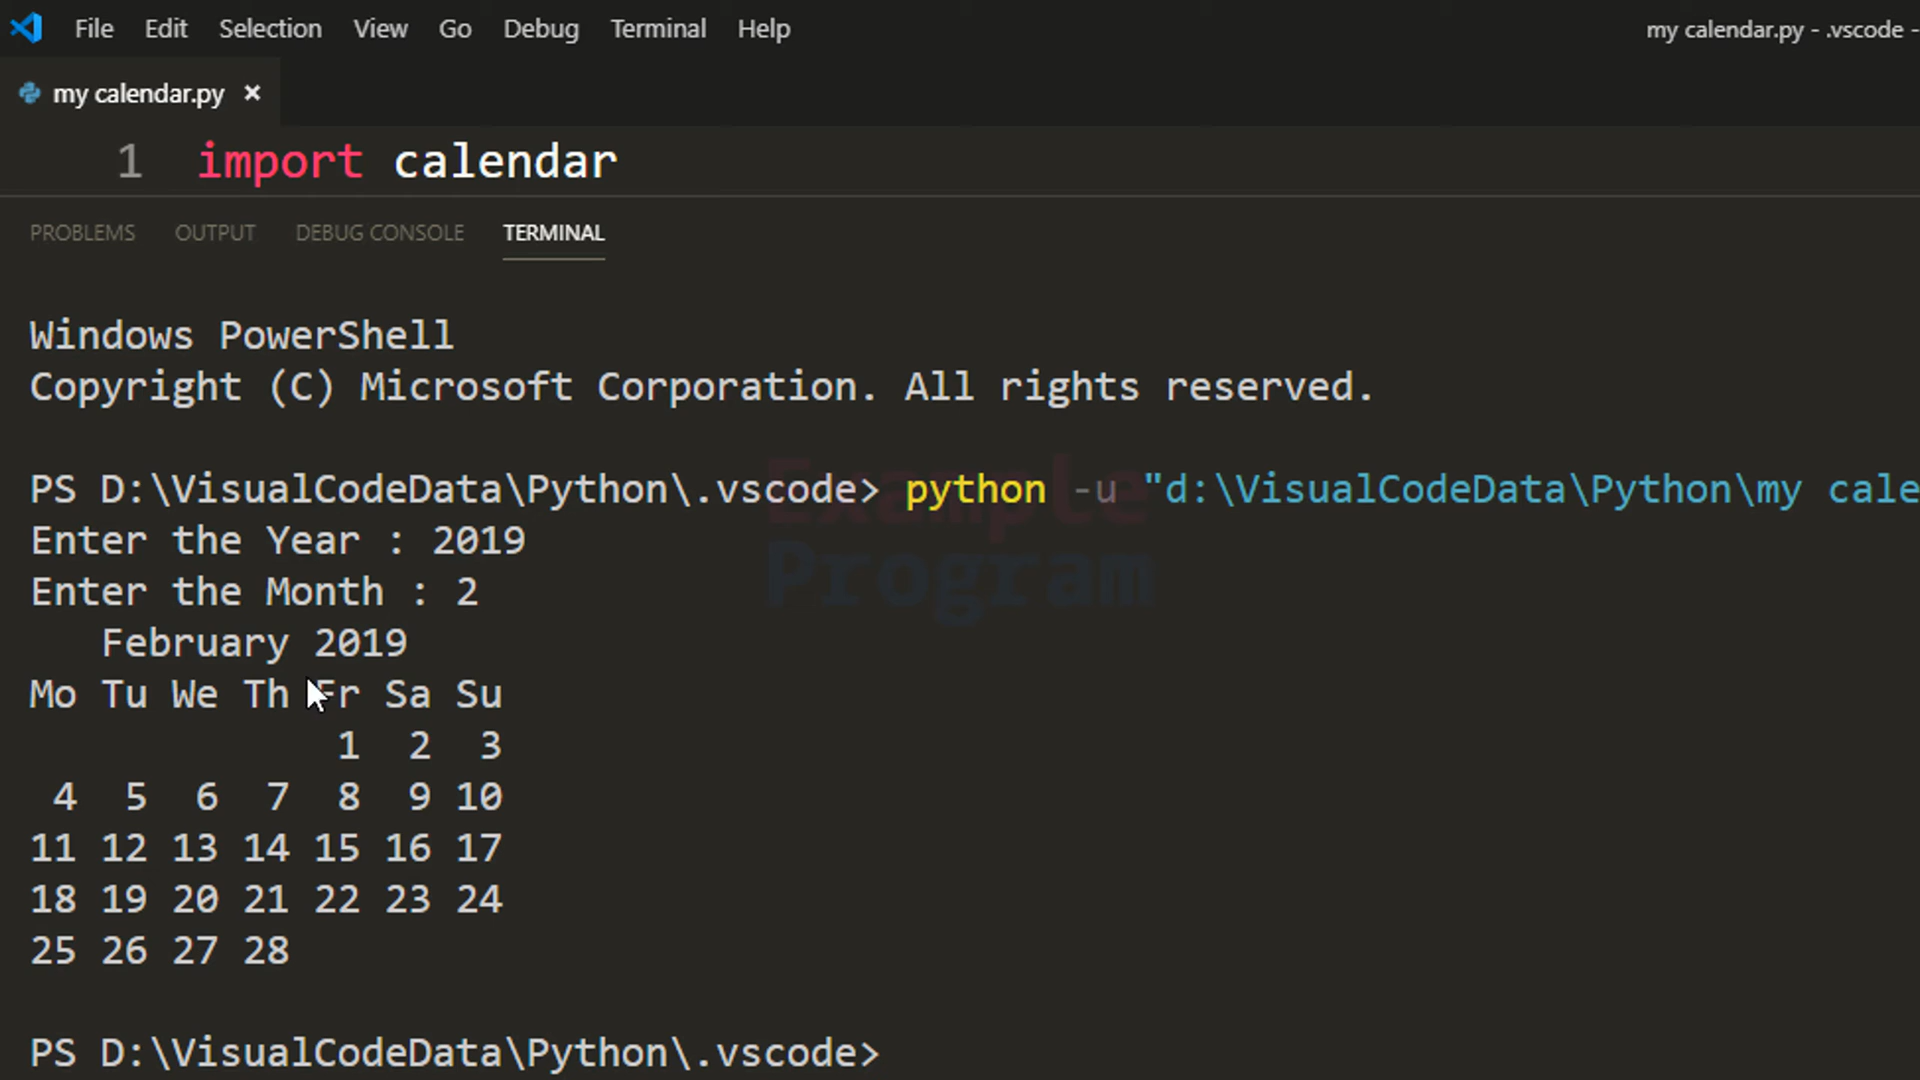 File Edit Selection View Go Debug Terminal Help my calendar.py - .vscode -
my calendar.py ×
1 import calendar
PROBLEMS OUTPUT DEBUG CONSOLE TERMINAL
Windows PowerShell
Copyright (C) Microsoft Corporation. All rights reserved.
PS D:\VisualCodeData\Python\.vscode> python -u "d:\VisualCodeData\Python\my cale
Example
Program
Enter the Year : 2019
Enter the Month : 2
February 2019
Mo Tu We Th Fr Sa Su
1 2 3
4 5 6 7 8 9 10
11 12 13 14 15 16 17
18 19 20 21 22 23 24
25 26 27 28
PS D:\VisualCodeData\Python\.vscode>